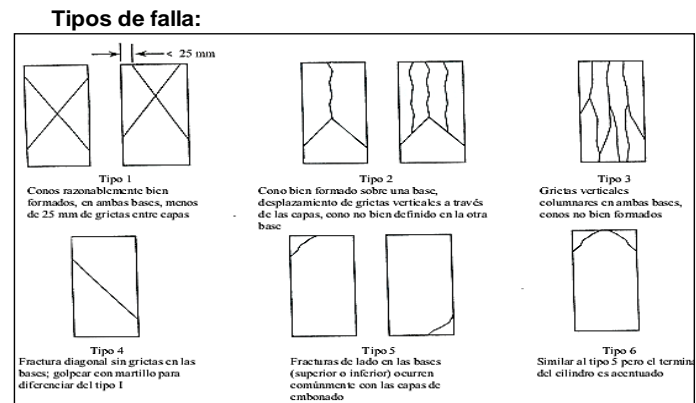 Tipos de falla:
< 25 mm
Tipo 1
Conos razonablemente bien
formados, en ambas bases, menos
de 25 mm de grietas entre capas
Tipo 2
Cono bien formado sobre una base,
desplazamiento de grietas verticales a través
de las capas, cono no bien definido en la otra
base
Tipo 3
Grietas verticales
columnares en ambas bases,
conos no bien formados
Tipo 4
Fractura diagonal sin grietas en las
bases; golpear con martillo para
diferenciar del tipo I
Tipo 5
Fracturas de lado en las bases
(superior o inferior) ocurren
comúnmente con las capas de
embonado
Tipo 6
Similar al tipo 5 pero el termina
del cilindro es acentuado